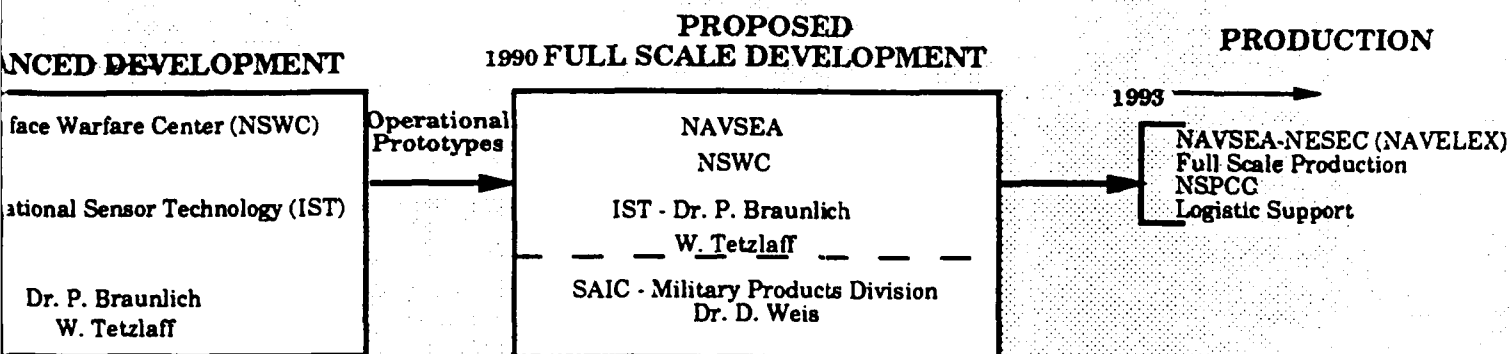 ANCED DEVELOPMENT
face Warfare Center (NSWC)
ational Sensor Technology (IST)
Dr. P. Braunlich
W. Tetzlaff
Operational
Prototypes
PROPOSED
1990 FULL SCALE DEVELOPMENT
NAVSEA
NSWC
IST - Dr. P. Braunlich
W. Tetzlaff
SAIC - Military Products Division
Dr. D. Weis
PRODUCTION
1993
NAVSEA-NESEC (NAVELEX)
Full Scale Production
NSPCC
Logistic Support